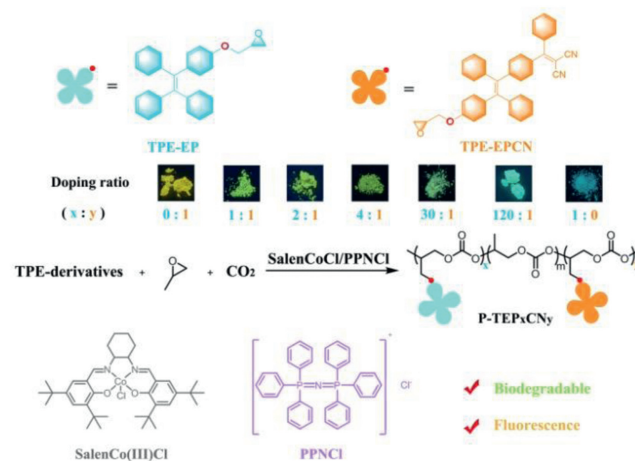 =
O
O
TPE-EP
=
CN
CN
O
O
TPE-EPCN
Doping ratio
( x : y )
0 : 1
1 : 1
2 : 1
4 : 1
30 : 1
120 : 1
1 : 0
TPE-derivatives + O + CO2 SalenCoCl/PPNCl
O O x O O m O O
O O O
P-TEPxCNy
N N
Co
O Cl O
SalenCo(III)Cl
P=N=P
Cl-
PPNCl
Biodegradable
Fluorescence